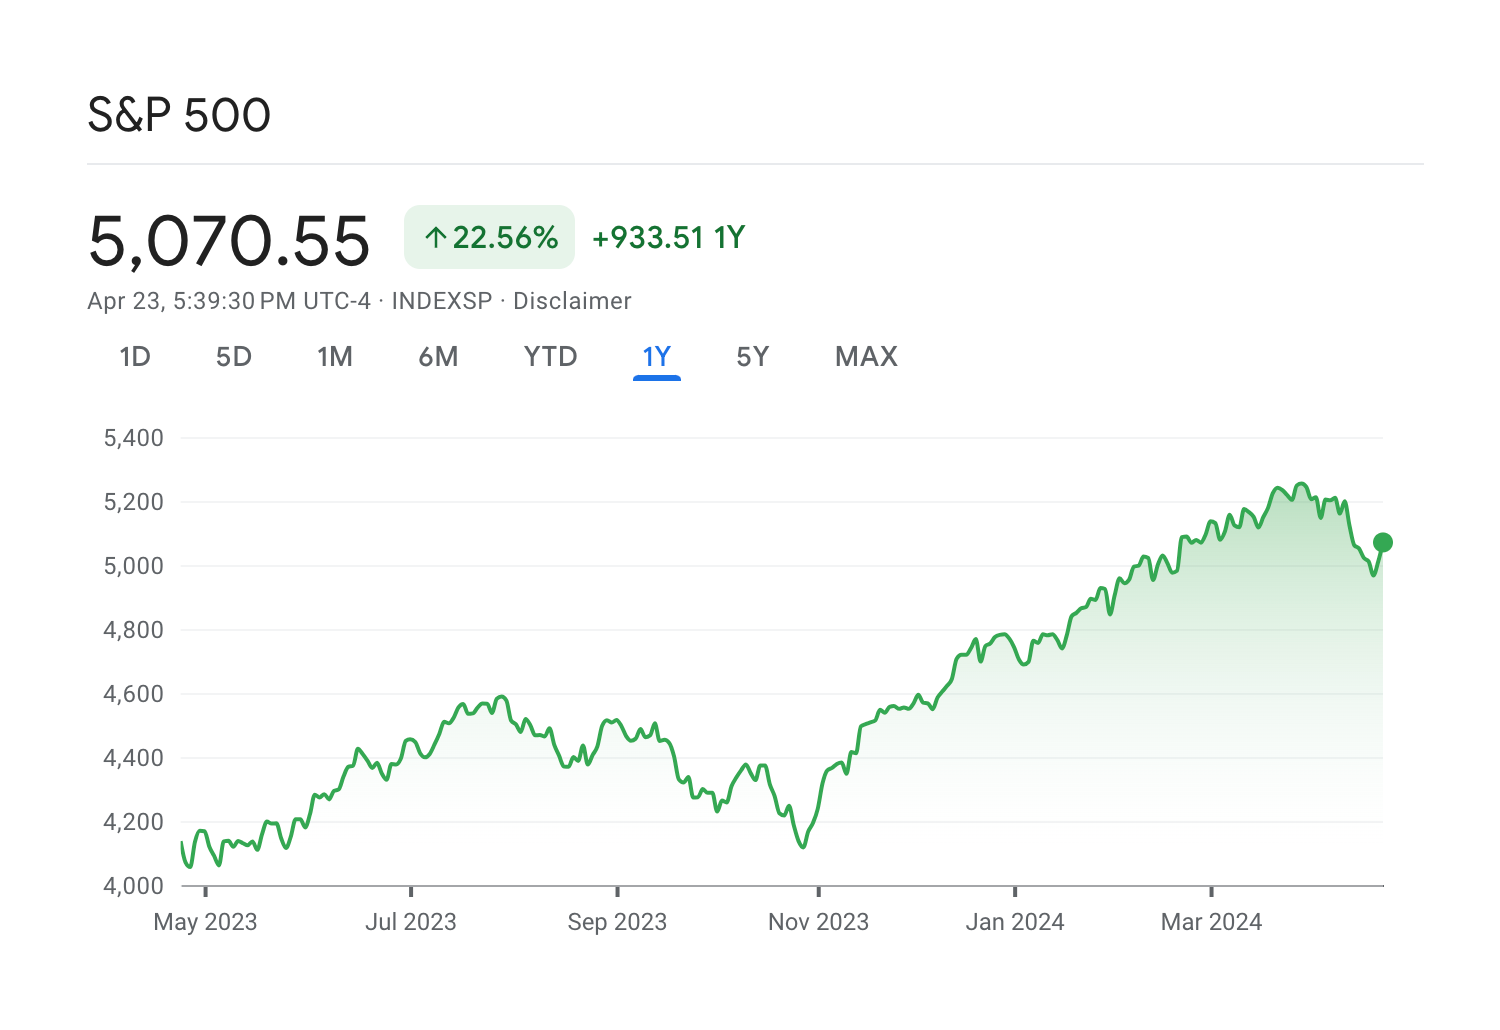 S&P 500
5,070.55 ↑ 22.56% +933.51 1Y
Apr 23, 5:39:30 PM UTC-4 · INDEXSP · Disclaimer
1D 5D 1M 6M YTD 1Y 5Y MAX
5,400
5,200
5,000
4,800
4,600
4,400
4,200
4,000
May 2023 Jul 2023 Sep 2023 Nov 2023 Jan 2024 Mar 2024